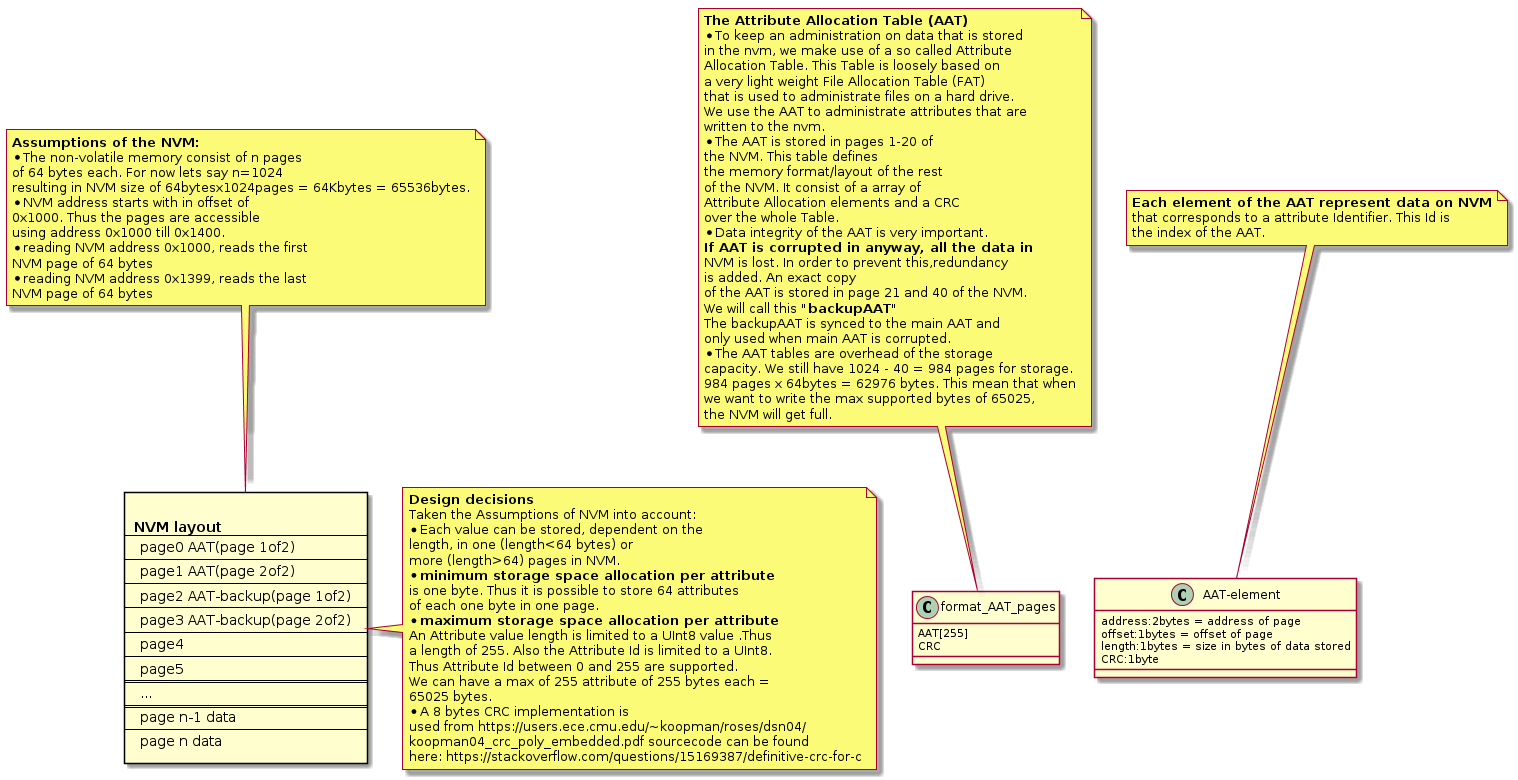 The Attribute Allocation Table (AAT)
•To keep an administration on data that is stored
in the nvm, we make use of a so called Attribute
Allocation Table. This Table is loosely based on
a very light weight File Allocation Table (FAT)
that is used to administrate files on a hard drive.
We use the AAT to administrate attributes that are
written to the nvm.
•The AAT is stored in pages 1-20 of
the NVM. This table defines
the memory format/layout of the rest
of the NVM. It consist of a array of
Attribute Allocation elements and a CRC
over the whole Table.
•Data integrity of the AAT is very important.
If AAT is corrupted in anyway, all the data in
NVM is lost. In order to prevent this,redundancy
is added. An exact copy
of the AAT is stored in page 21 and 40 of the NVM.
We will call this "backupAAT"
The backupAAT is synced to the main AAT and
only used when main AAT is corrupted.
•The AAT tables are overhead of the storage
capacity. We still have 1024 - 40 = 984 pages for storage.
984 pages x 64bytes = 62976 bytes. This mean that when
we want to write the max supported bytes of 65025,
the NVM will get full.
Assumptions of the NVM:
•The non-volatile memory consist of n pages
of 64 bytes each. For now lets say n=1024
resulting in NVM size of 64bytesx1024pages = 64Kbytes = 65536bytes.
•NVM address starts with in offset of
0x1000. Thus the pages are accessible
using address 0x1000 till 0x1400.
•reading NVM address 0x1000, reads the first
NVM page of 64 bytes
•reading NVM address 0x1399, reads the last
NVM page of 64 bytes
Each element of the AAT represent data on NVM
that corresponds to a attribute Identifier. This Id is
the index of the AAT.
NVM layout
page0 AAT(page 1of2)
page1 AAT(page 2of2)
page2 AAT-backup(page 1of2)
page3 AAT-backup(page 2of2)
page4
page5
...
page n-1 data
page n data
Design decisions
Taken the Assumptions of NVM into account:
•Each value can be stored, dependent on the
length, in one (length<64 bytes) or
more (length>64) pages in NVM.
•minimum storage space allocation per attribute
is one byte. Thus it is possible to store 64 attributes
of each one byte in one page.
•maximum storage space allocation per attribute
An Attribute value length is limited to a UInt8 value .Thus
a length of 255. Also the Attribute Id is limited to a UInt8.
Thus Attribute Id between 0 and 255 are supported.
We can have a max of 255 attribute of 255 bytes each =
65025 bytes.
•A 8 bytes CRC implementation is
used from https://users.ece.cmu.edu/~koopman/roses/dsn04/
koopman04_crc_poly_embedded.pdf sourcecode can be found
here: https://stackoverflow.com/questions/15169387/definitive-crc-for-c
C format_AAT_pages
AAT[255]
CRC
C AAT-element
address:2bytes = address of page
offset:1bytes = offset of page
length:1bytes = size in bytes of data stored
CRC:1byte